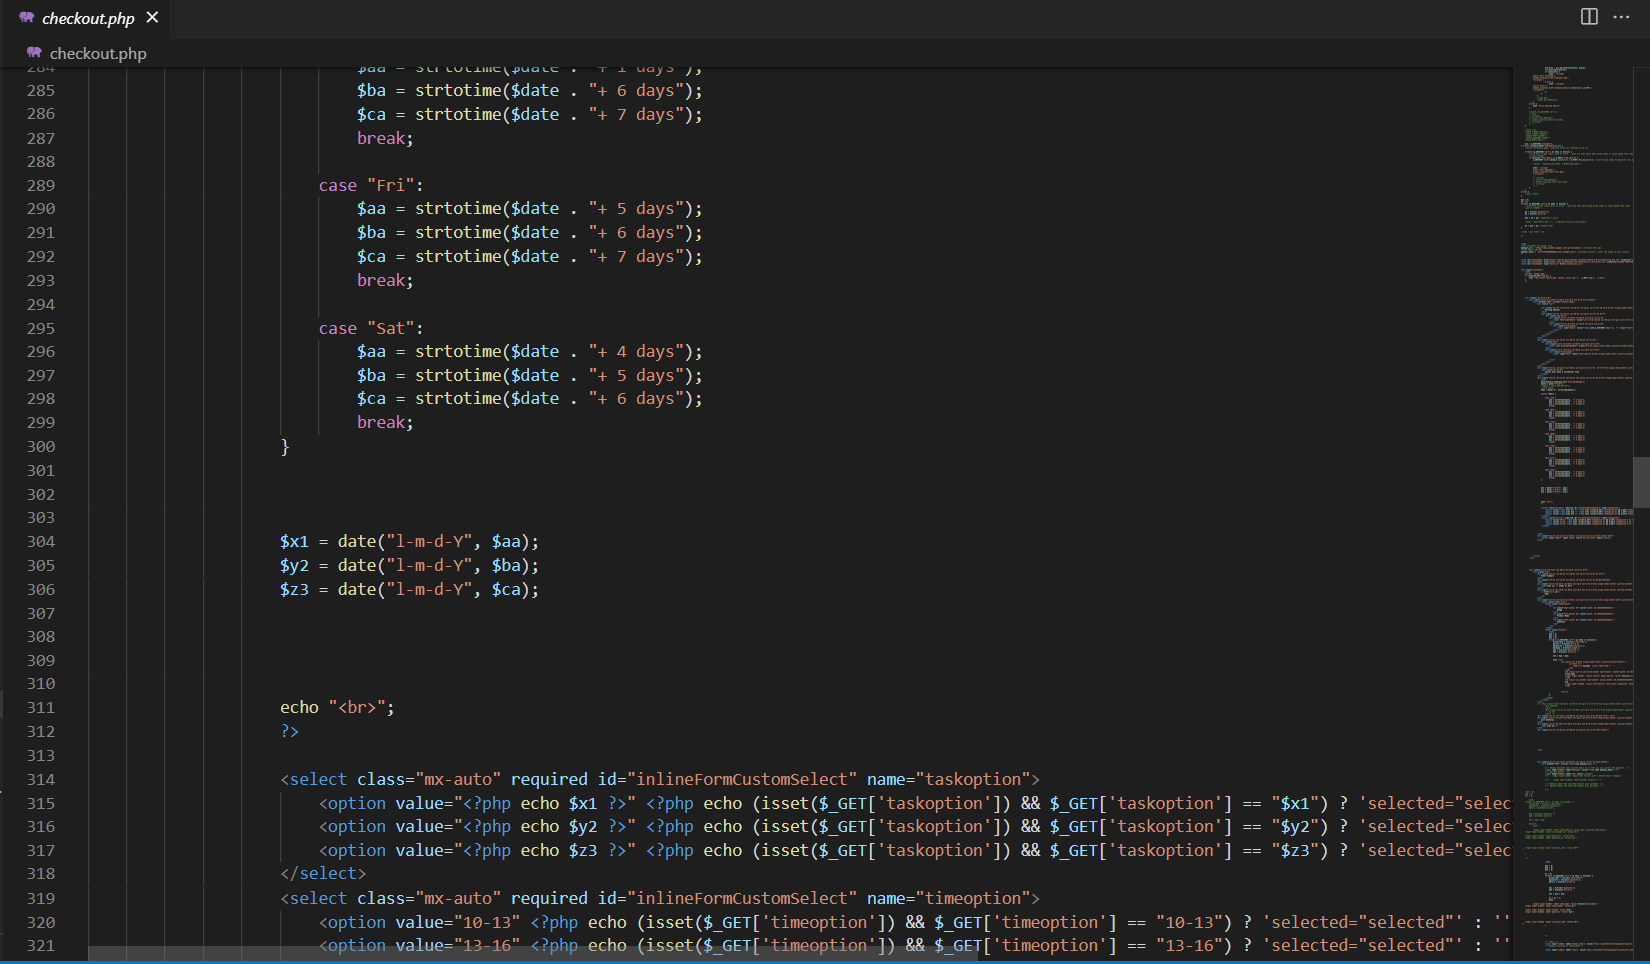 checkout.php
checkout.php
284 $aa = strtotime($date . "+ 1 days");
285 $ba = strtotime($date . "+ 6 days");
286 $ca = strtotime($date . "+ 7 days");
287 break;
288
289 case "Fri":
290 $aa = strtotime($date . "+ 5 days");
291 $ba = strtotime($date . "+ 6 days");
292 $ca = strtotime($date . "+ 7 days");
293 break;
294
295 case "Sat":
296 $aa = strtotime($date . "+ 4 days");
297 $ba = strtotime($date . "+ 5 days");
298 $ca = strtotime($date . "+ 6 days");
299 break;
300 }
301
302
303
304 $x1 = date("l-m-d-Y", $aa);
305 $y2 = date("l-m-d-Y", $ba);
306 $z3 = date("l-m-d-Y", $ca);
307
308
309
310
311 echo "<br>";
312 ?>
313
314 <select class="mx-auto" required id="inlineFormCustomSelect" name="taskoption">
315 <option value="<?php echo $x1 ?>" <?php echo (isset($_GET['taskoption']) && $_GET['taskoption'] == "$x1") ? 'selected="selec
316 <option value="<?php echo $y2 ?>" <?php echo (isset($_GET['taskoption']) && $_GET['taskoption'] == "$y2") ? 'selected="selec
317 <option value="<?php echo $z3 ?>" <?php echo (isset($_GET['taskoption']) && $_GET['taskoption'] == "$z3") ? 'selected="selec
318 </select>
319 <select class="mx-auto" required id="inlineFormCustomSelect" name="timeoption">
320 <option value="10-13" <?php echo (isset($_GET['timeoption']) && $_GET['timeoption'] == "10-13") ? 'selected="selected"' : ''
321 <option value="13-16" <?php echo (isset($_GET['timeoption']) && $_GET['timeoption'] == "13-16") ? 'selected="selected"' : ''